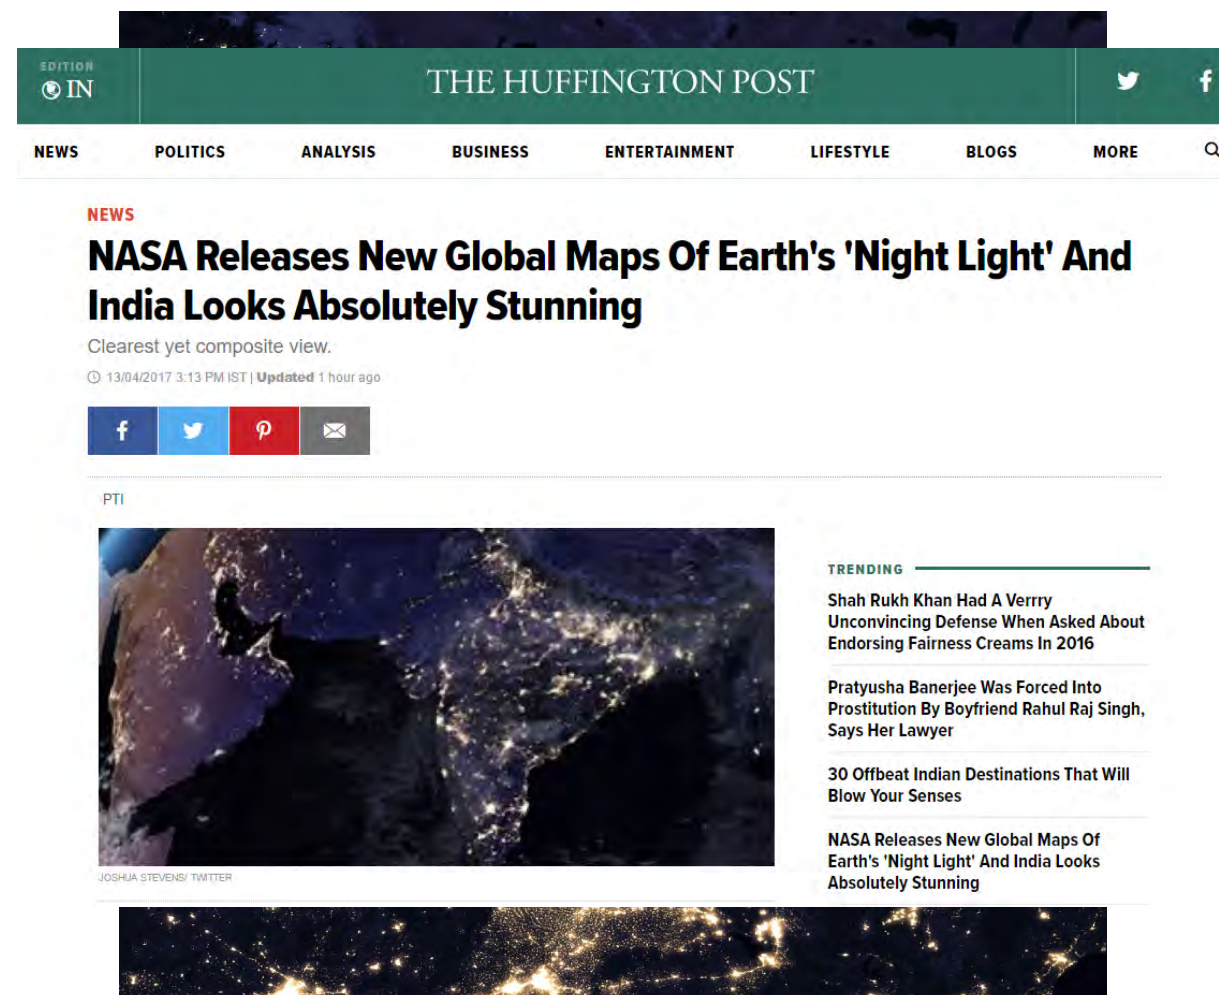 EDITION
IN
THE HUFFINGTON POST
NEWS
POLITICS
ANALYSIS
BUSINESS
ENTERTAINMENT
LIFESTYLE
BLOGS
MORE
NEWS
NASA Releases New Global Maps Of Earth's 'Night Light' And
India Looks Absolutely Stunning
Clearest yet composite view.
13/04/2017 3:13 PM IST | Updated 1 hour ago
PTI
JOSHUA STEVENS/ TWITTER
TRENDING
Shah Rukh Khan Had A Verrry
Unconvincing Defense When Asked About
Endorsing Fairness Creams In 2016
Pratyusha Banerjee Was Forced Into
Prostitution By Boyfriend Rahul Raj Singh,
Says Her Lawyer
30 Offbeat Indian Destinations That Will
Blow Your Senses
NASA Releases New Global Maps Of
Earth's 'Night Light' And India Looks
Absolutely Stunning